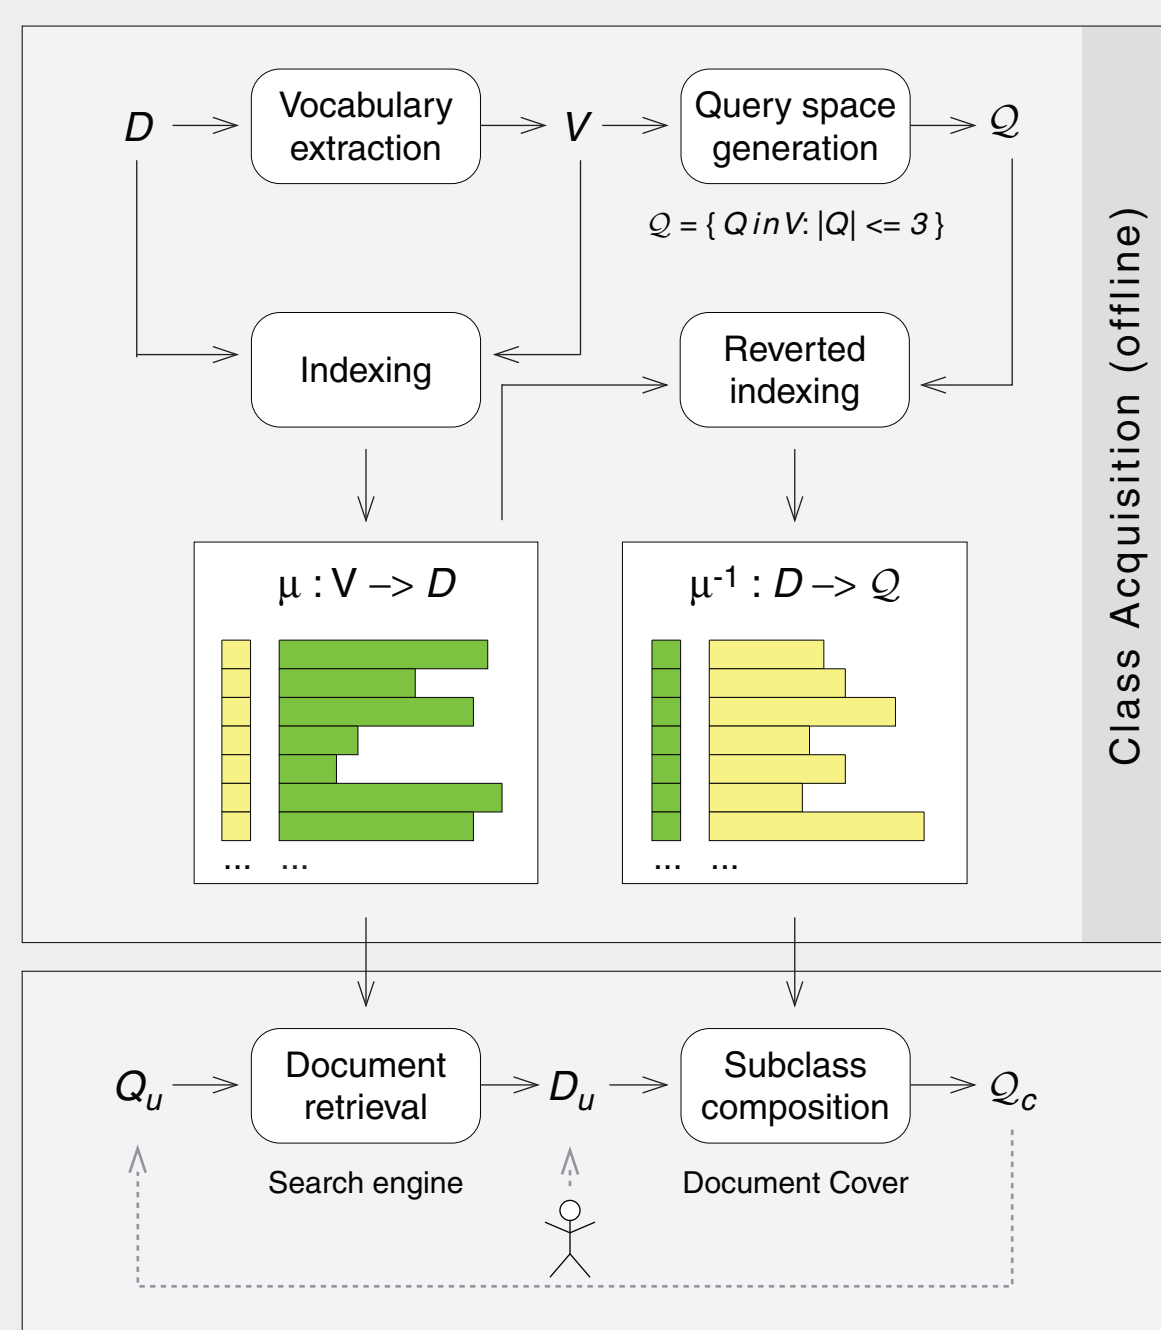 D
Vocabulary
extraction
V
Query space
generation
𝒬
𝒬 = { Q in V: |Q| <= 3 }
Indexing
Reverted
indexing
μ : V –> D
... ...
μ-1 : D –> 𝒬
... ...
Class Acquisition (offline)
Qu
Document
retrieval
Du
Subclass
composition
𝒬c
Search engine
Document Cover